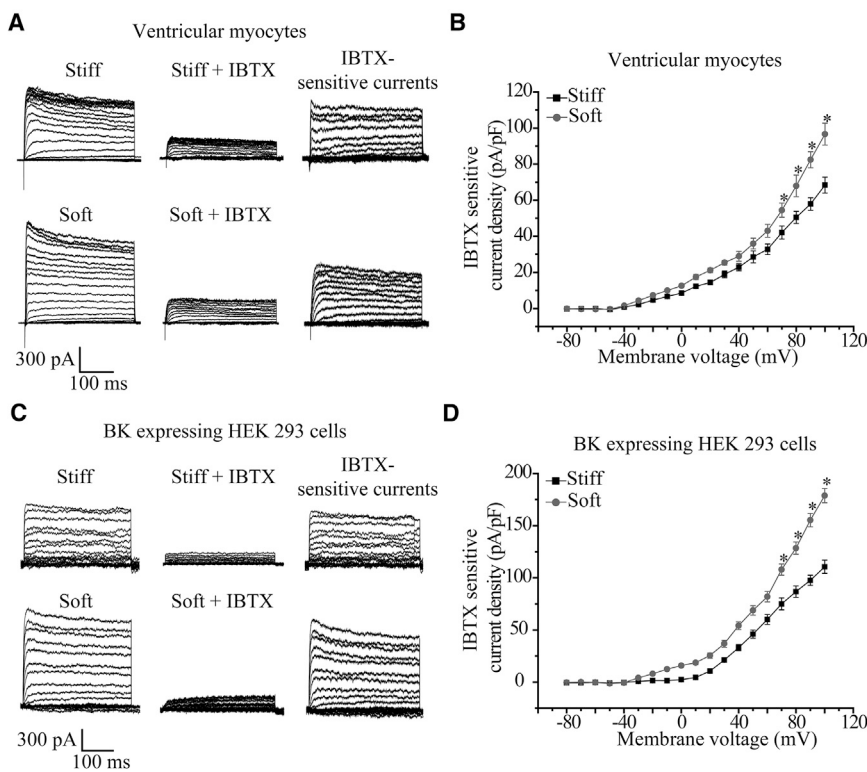 A
Ventricular myocytes
Stiff
Stiff + IBTX
IBTX-
sensitive currents
Soft
Soft + IBTX
300 pA
100 ms
B
Ventricular myocytes
Stiff
Soft
IBTX sensitive
current density (pA/pF)
120
100
80
60
40
20
0
* * * *
-80 -40 0 40 80 120
Membrane voltage (mV)
C
BK expressing HEK 293 cells
Stiff
Stiff + IBTX
IBTX-
sensitive currents
Soft
Soft + IBTX
300 pA
100 ms
D
BK expressing HEK 293 cells
Stiff
Soft
IBTX sensitive
current density (pA/pF)
200
150
100
50
0
* * * *
-80 -40 0 40 80 120
Membrane voltage (mV)